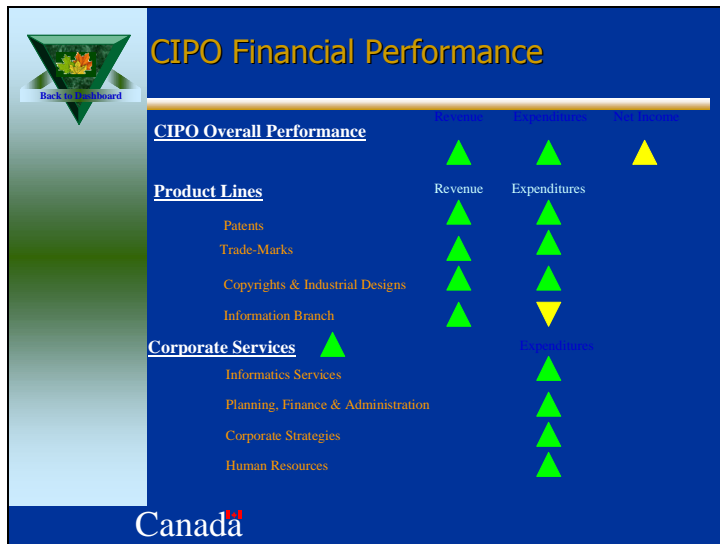 CIPO Financial Performance
Back to Dashboard
Revenue Expenditures Net Income
CIPO Overall Performance
Product Lines Revenue Expenditures
Patents
Trade-Marks
Copyrights & Industrial Designs
Information Branch
Corporate Services Expenditures
Informatics Services
Planning, Finance & Administration
Corporate Strategies
Human Resources
Canada